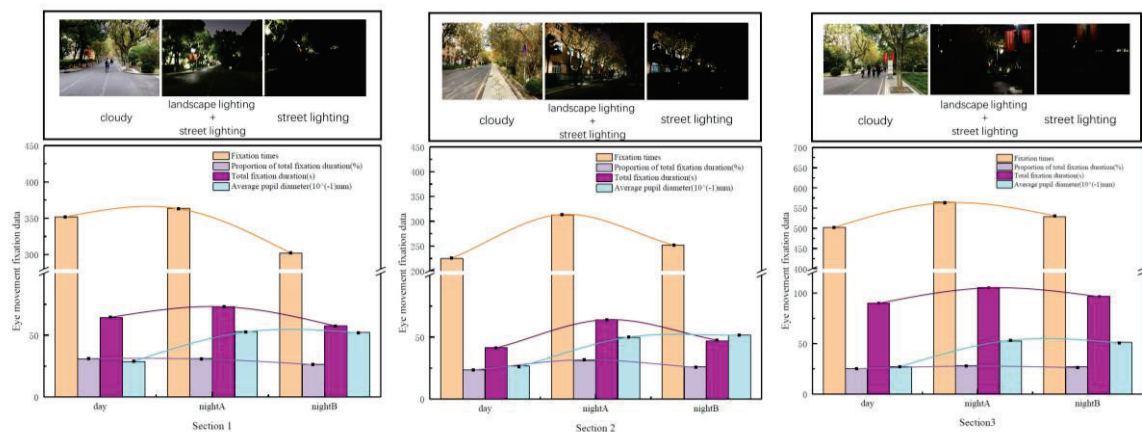 cloudy
landscape lighting
+
street lighting
street lighting
Eye movement fixation data
450
400
350
300
50
0
Fixation times
Proportion of total fixation duration(%)
Total fixation duration(s)
Average pupil diameter(10^(-1)mm)
day
nightA
nightB
Section 1
cloudy
landscape lighting
+
street lighting
street lighting
Eye movement fixation data
450
400
350
300
250
200
100
50
0
Fixation times
Proportion of total fixation duration(%)
Total fixation duration(s)
Average pupil diameter(10^(-1)mm)
day
nightA
nightB
Section 2
cloudy
landscape lighting
+
street lighting
street lighting
Eye movement fixation data
700
650
600
550
500
450
400
100
50
0
Fixation times
Proportion of total fixation duration(%)
Total fixation duration(s)
Average pupil diameter(10^(-1)mm)
day
nightA
nightB
Section3